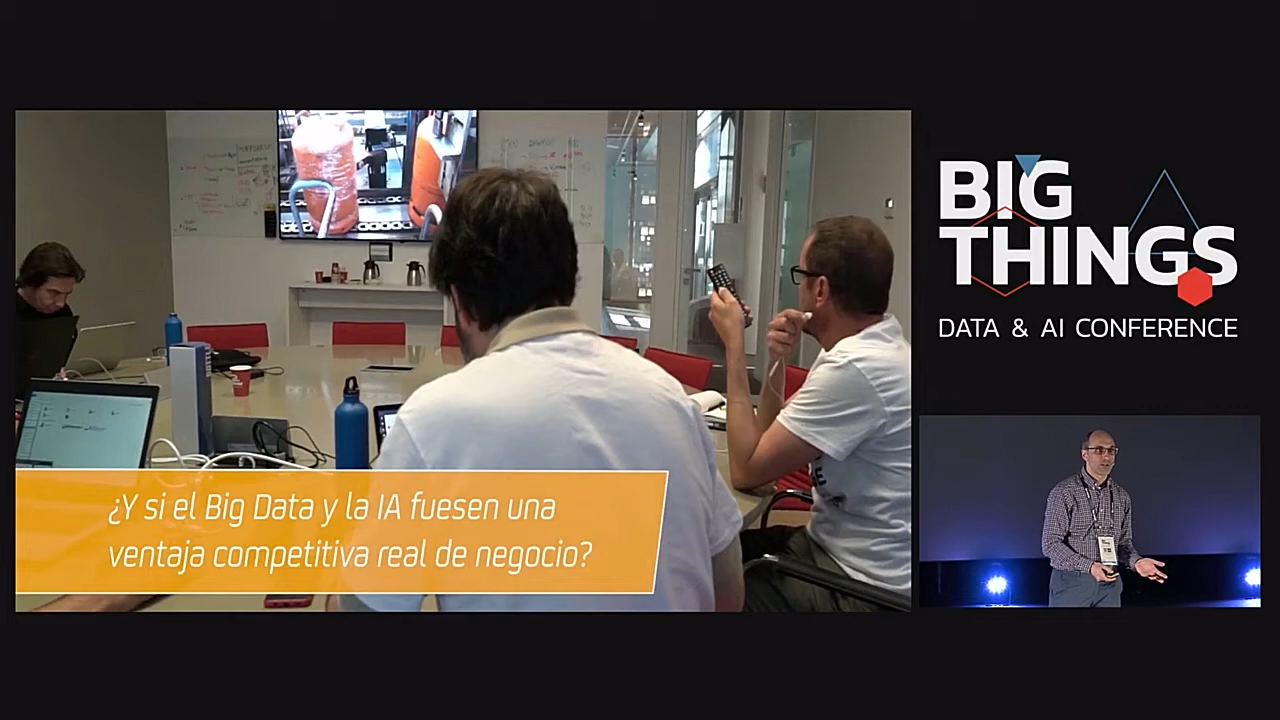 ¿Y si el Big Data y la IA fuesen una
ventaja competitiva real de negocio?
BIG
THINGS
DATA & AI CONFERENCE